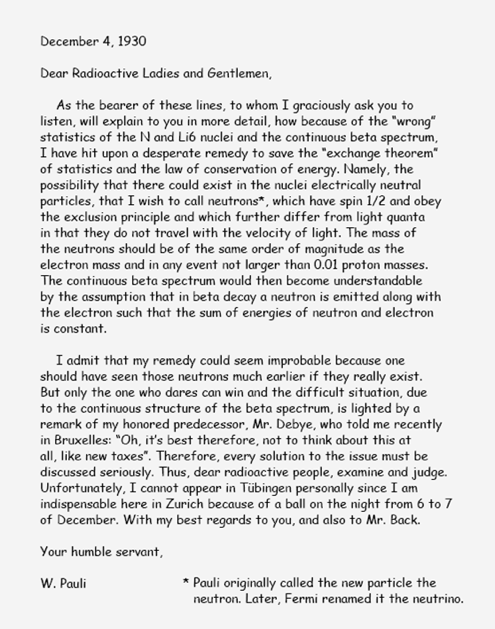 December 4, 1930
Dear Radioactive Ladies and Gentlemen,
As the bearer of these lines, to whom I graciously ask you to
listen, will explain to you in more detail, how because of the "wrong"
statistics of the N and Li6 nuclei and the continuous beta spectrum,
I have hit upon a desperate remedy to save the "exchange theorem"
of statistics and the law of conservation of energy. Namely, the
possibility that there could exist in the nuclei electrically neutral
particles, that I wish to call neutrons*, which have spin 1/2 and obey
the exclusion principle and which further differ from light quanta
in that they do not travel with the velocity of light. The mass of
the neutrons should be of the same order of magnitude as the
electron mass and in any event not larger than 0.01 proton masses.
The continuous beta spectrum would then become understandable
by the assumption that in beta decay a neutron is emitted along with
the electron such that the sum of energies of neutron and electron
is constant.
I admit that my remedy could seem improbable because one
should have seen those neutrons much earlier if they really exist.
But only the one who dares can win and the difficult situation, due
to the continuous structure of the beta spectrum, is lighted by a
remark of my honored predecessor, Mr. Debye, who told me recently
in Bruxelles: "Oh, it's best therefore, not to think about this at
all, like new taxes". Therefore, every solution to the issue must be
discussed seriously. Thus, dear radioactive people, examine and judge.
Unfortunately, I cannot appear in Tübingen personally since I am
indispensable here in Zurich because of a ball on the night from 6 to 7
of December. With my best regards to you, and also to Mr. Back.
Your humble servant,
W. Pauli
* Pauli originally called the new particle the
neutron. Later, Fermi renamed it the neutrino.